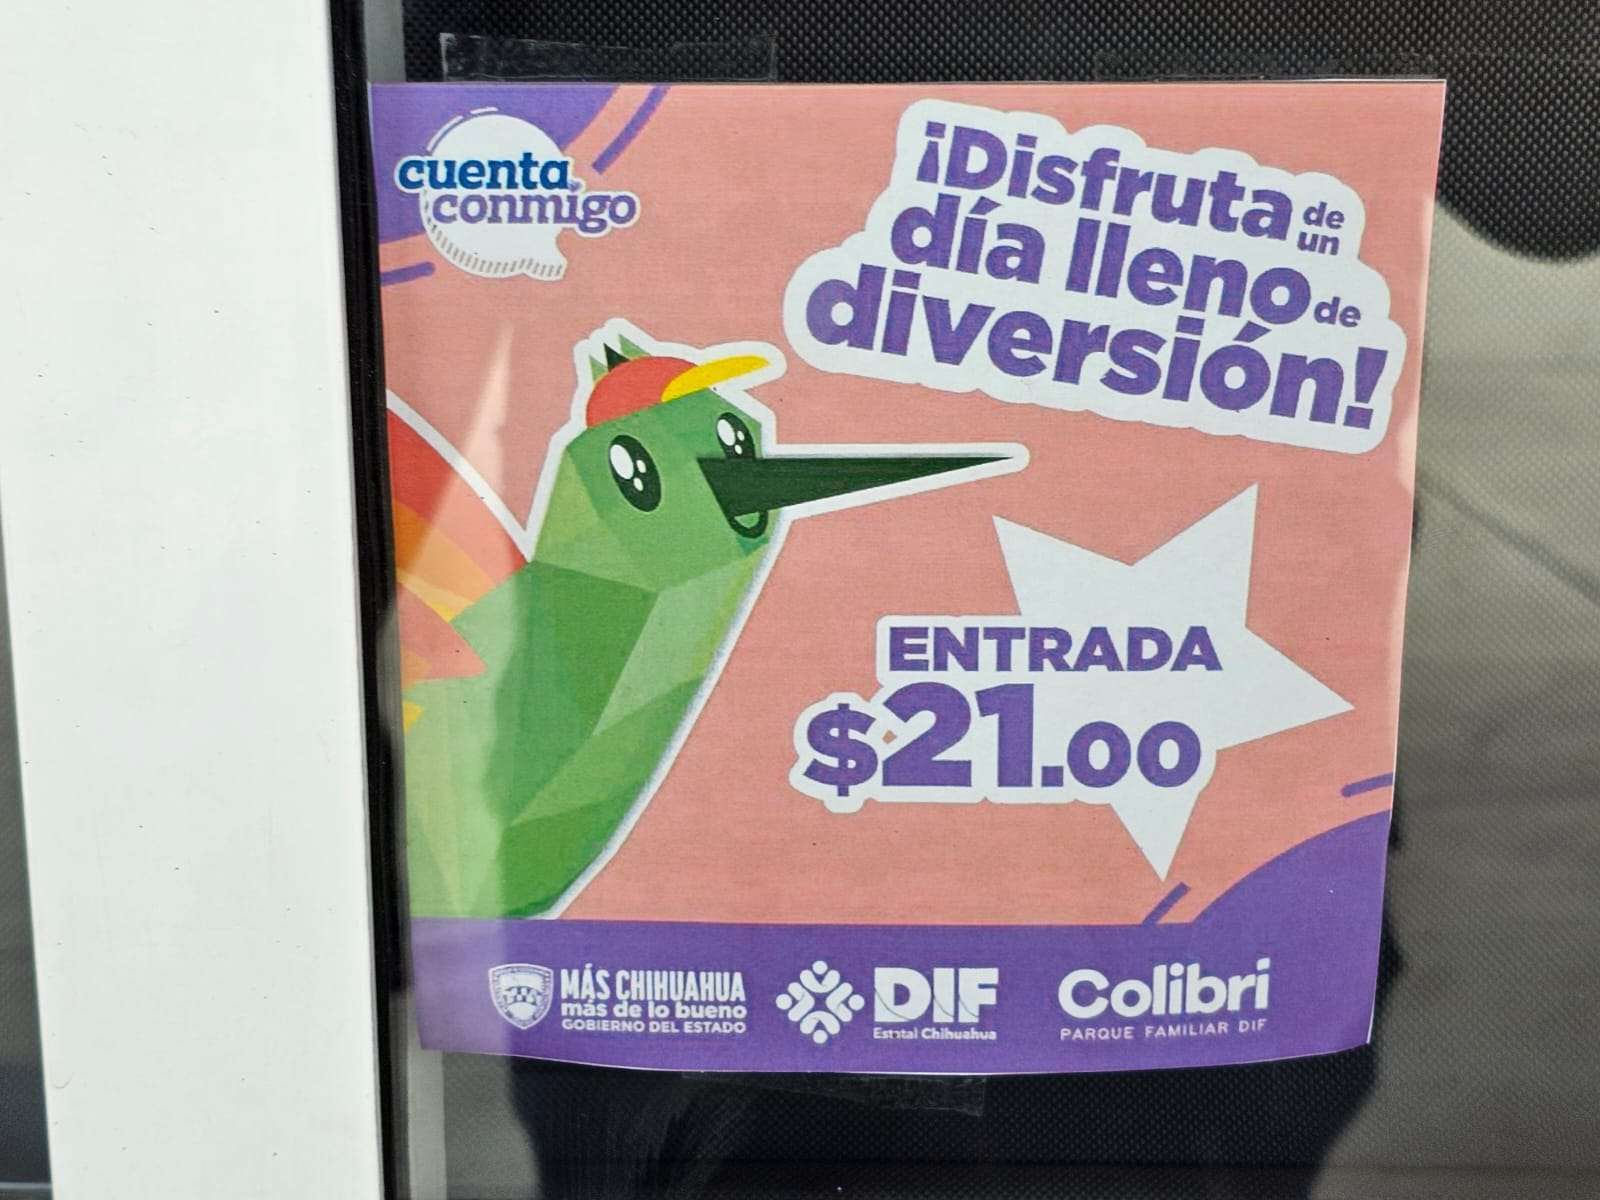 cuenta
conmigo
¡Disfruta de un
día lleno de
diversión!
ENTRADA
$21.00
MÁS CHIHUAHUA
más de lo bueno
GOBIERNO DEL ESTADO
DIF
Estatal Chihuahua
Colibrí
PARQUE FAMILIAR DIF